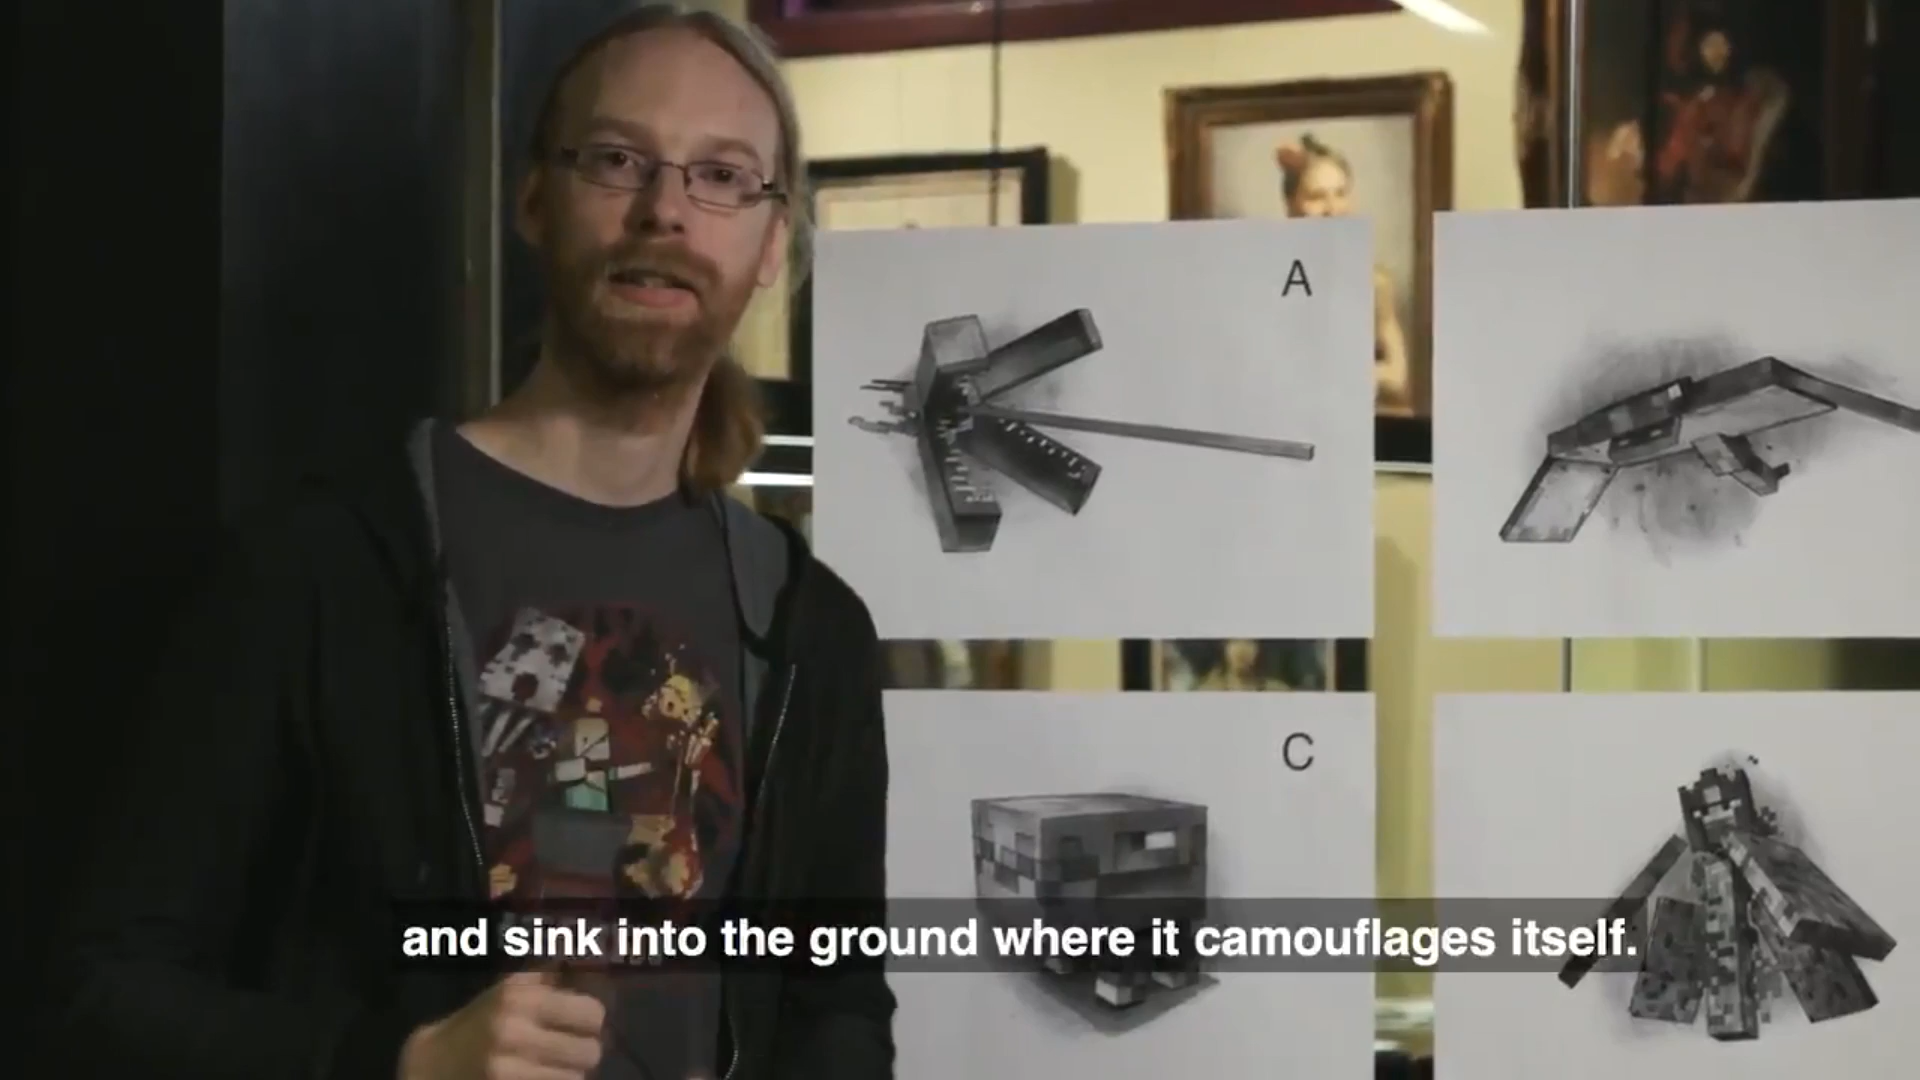 A
C
and sink into the ground where it camouflages itself.